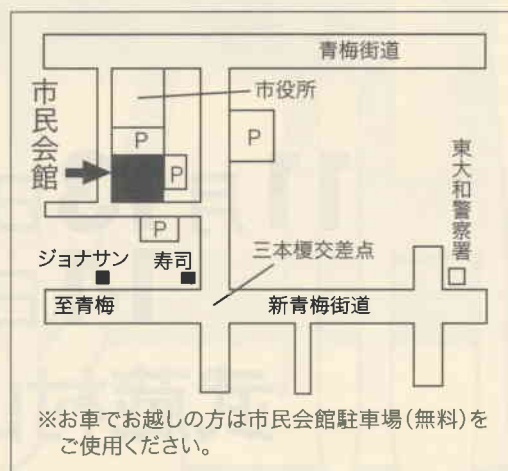 青梅街道
市役所
市民会館
P
P
P
P
東大和警察署
三本榎交差点
ジョナサン
寿司
至青梅
新青梅街道
※お車でお越しの方は市民会館駐車場(無料)を
ご使用ください。